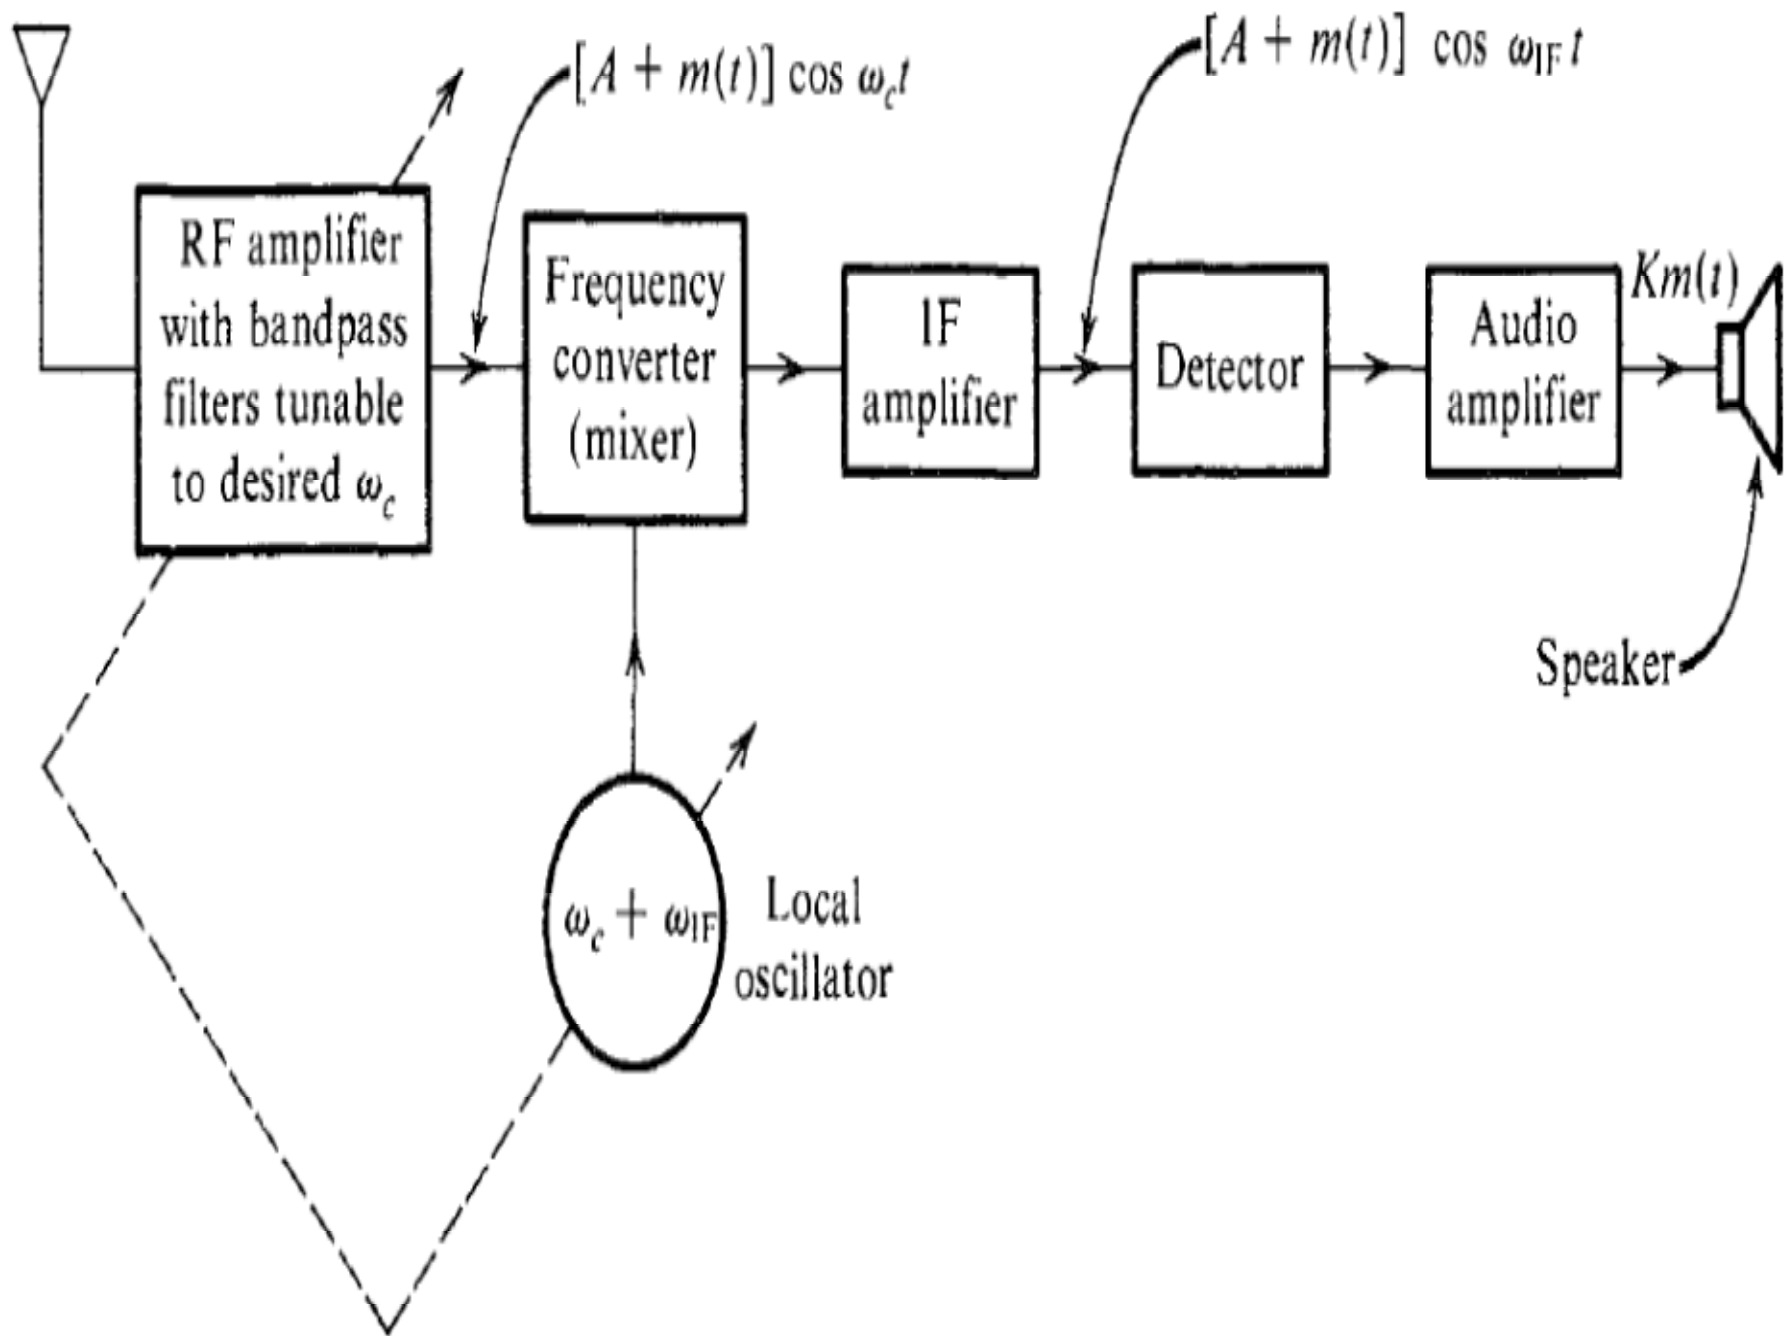 [A + m(t)] cos ω_c t
[A + m(t)] cos ω_IF t
RF amplifier
with bandpass
filters tunable
to desired ω_c
Frequency
converter
(mixer)
IF
amplifier
Detector
Audio
amplifier
Km(t)
Speaker
ω_c + ω_IF
Local
oscillator